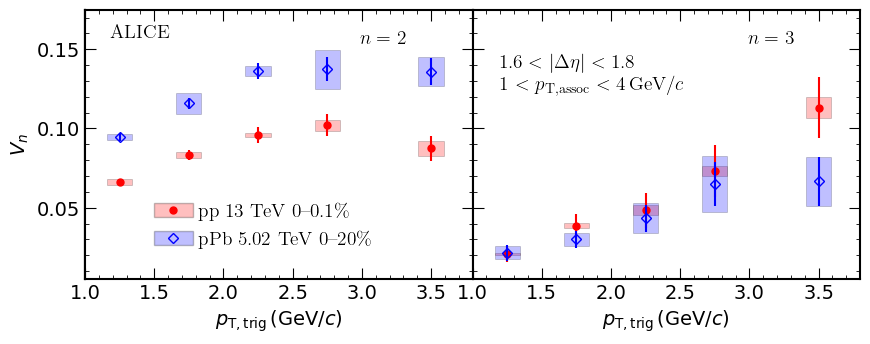 ALICE
n = 2
n = 3
1.6 < |Δη| < 1.8
1 < p_T,assoc < 4 GeV/c
V_n
0.15
0.10
0.05
pp 13 TeV 0–0.1%
pPb 5.02 TeV 0–20%
1.0 1.5 2.0 2.5 3.0 3.5 1.0 1.5 2.0 2.5 3.0 3.5
p_T,trig (GeV/c) p_T,trig (GeV/c)